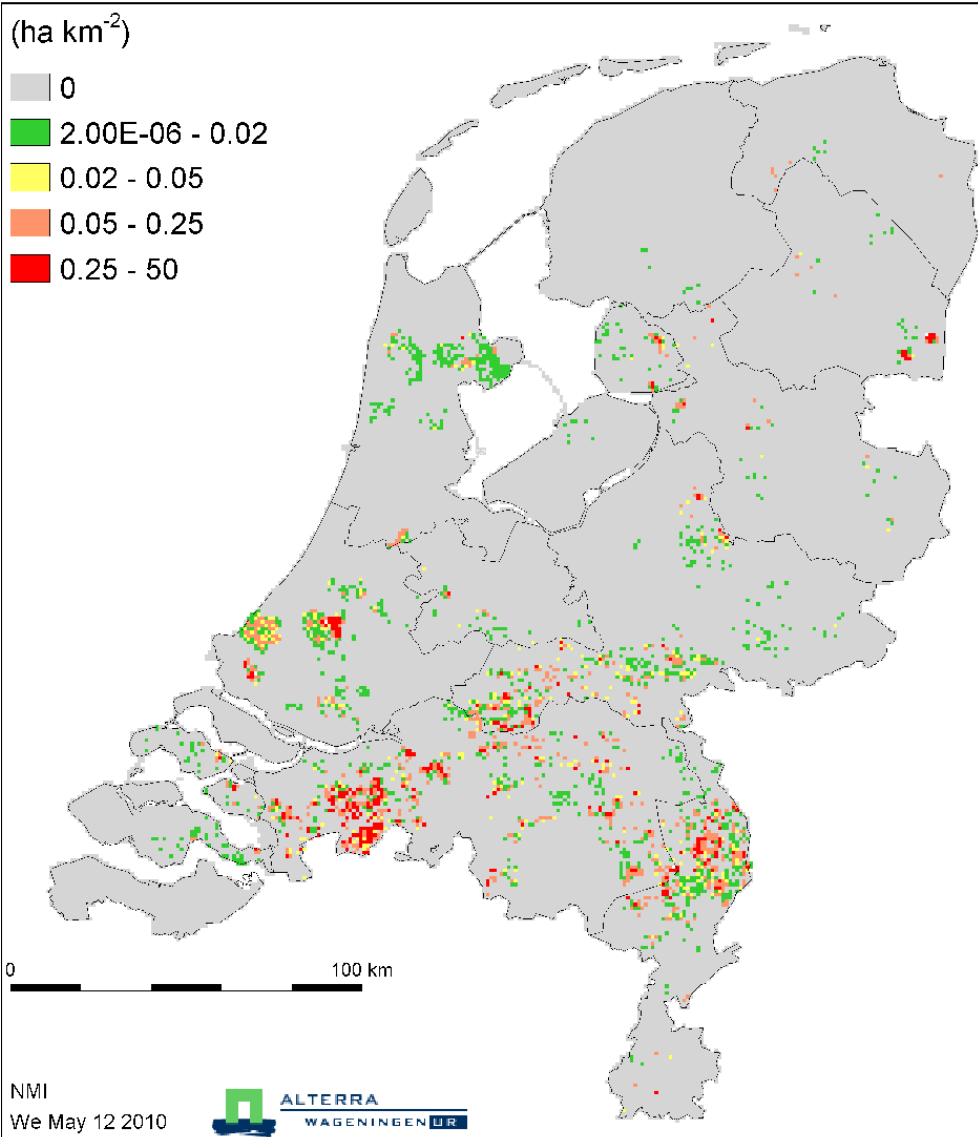 (ha km-2)
0
2.00E-06 - 0.02
0.02 - 0.05
0.05 - 0.25
0.25 - 50
0 100 km
NMI
We May 12 2010
ALTERRA
WAGENINGEN UR